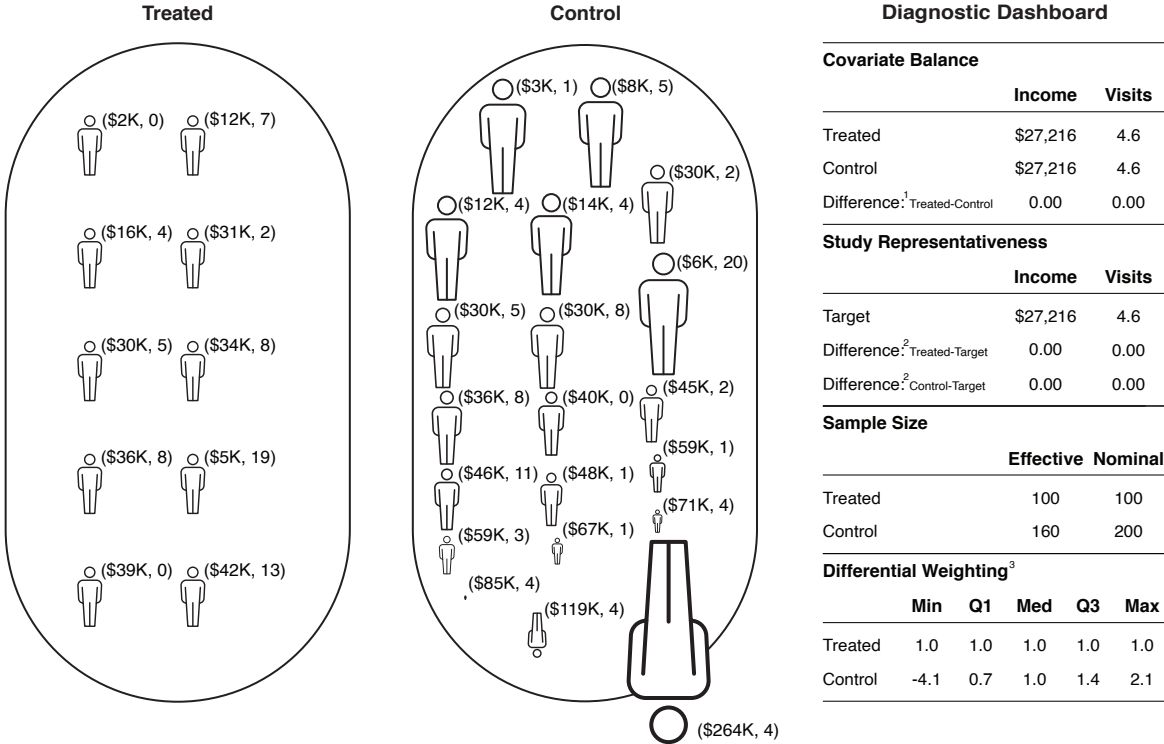 Treated
($2K, 0) ($12K, 7)
($16K, 4) ($31K, 2)
($30K, 5) ($34K, 8)
($36K, 8) ($5K, 19)
($39K, 0) ($42K, 13)
Control
($3K, 1) ($8K, 5)
($30K, 2)
($12K, 4) ($14K, 4)
($6K, 20)
($30K, 5) ($30K, 8)
($45K, 2)
($36K, 8) ($40K, 0)
($59K, 1)
($46K, 11) ($48K, 1)
($71K, 4)
($59K, 3) ($67K, 1)
($85K, 4)
($119K, 4)
($264K, 4)
Diagnostic Dashboard
Covariate Balance
Income Visits
Treated $27,216 4.6
Control $27,216 4.6
Difference:1 Treated-Control 0.00 0.00
Study Representativeness
Income Visits
Target $27,216 4.6
Difference:2 Treated-Target 0.00 0.00
Difference:2 Control-Target 0.00 0.00
Sample Size
Effective Nominal
Treated 100 100
Control 160 200
Differential Weighting3
Min Q1 Med Q3 Max
Treated 1.0 1.0 1.0 1.0 1.0
Control -4.1 0.7 1.0 1.4 2.1